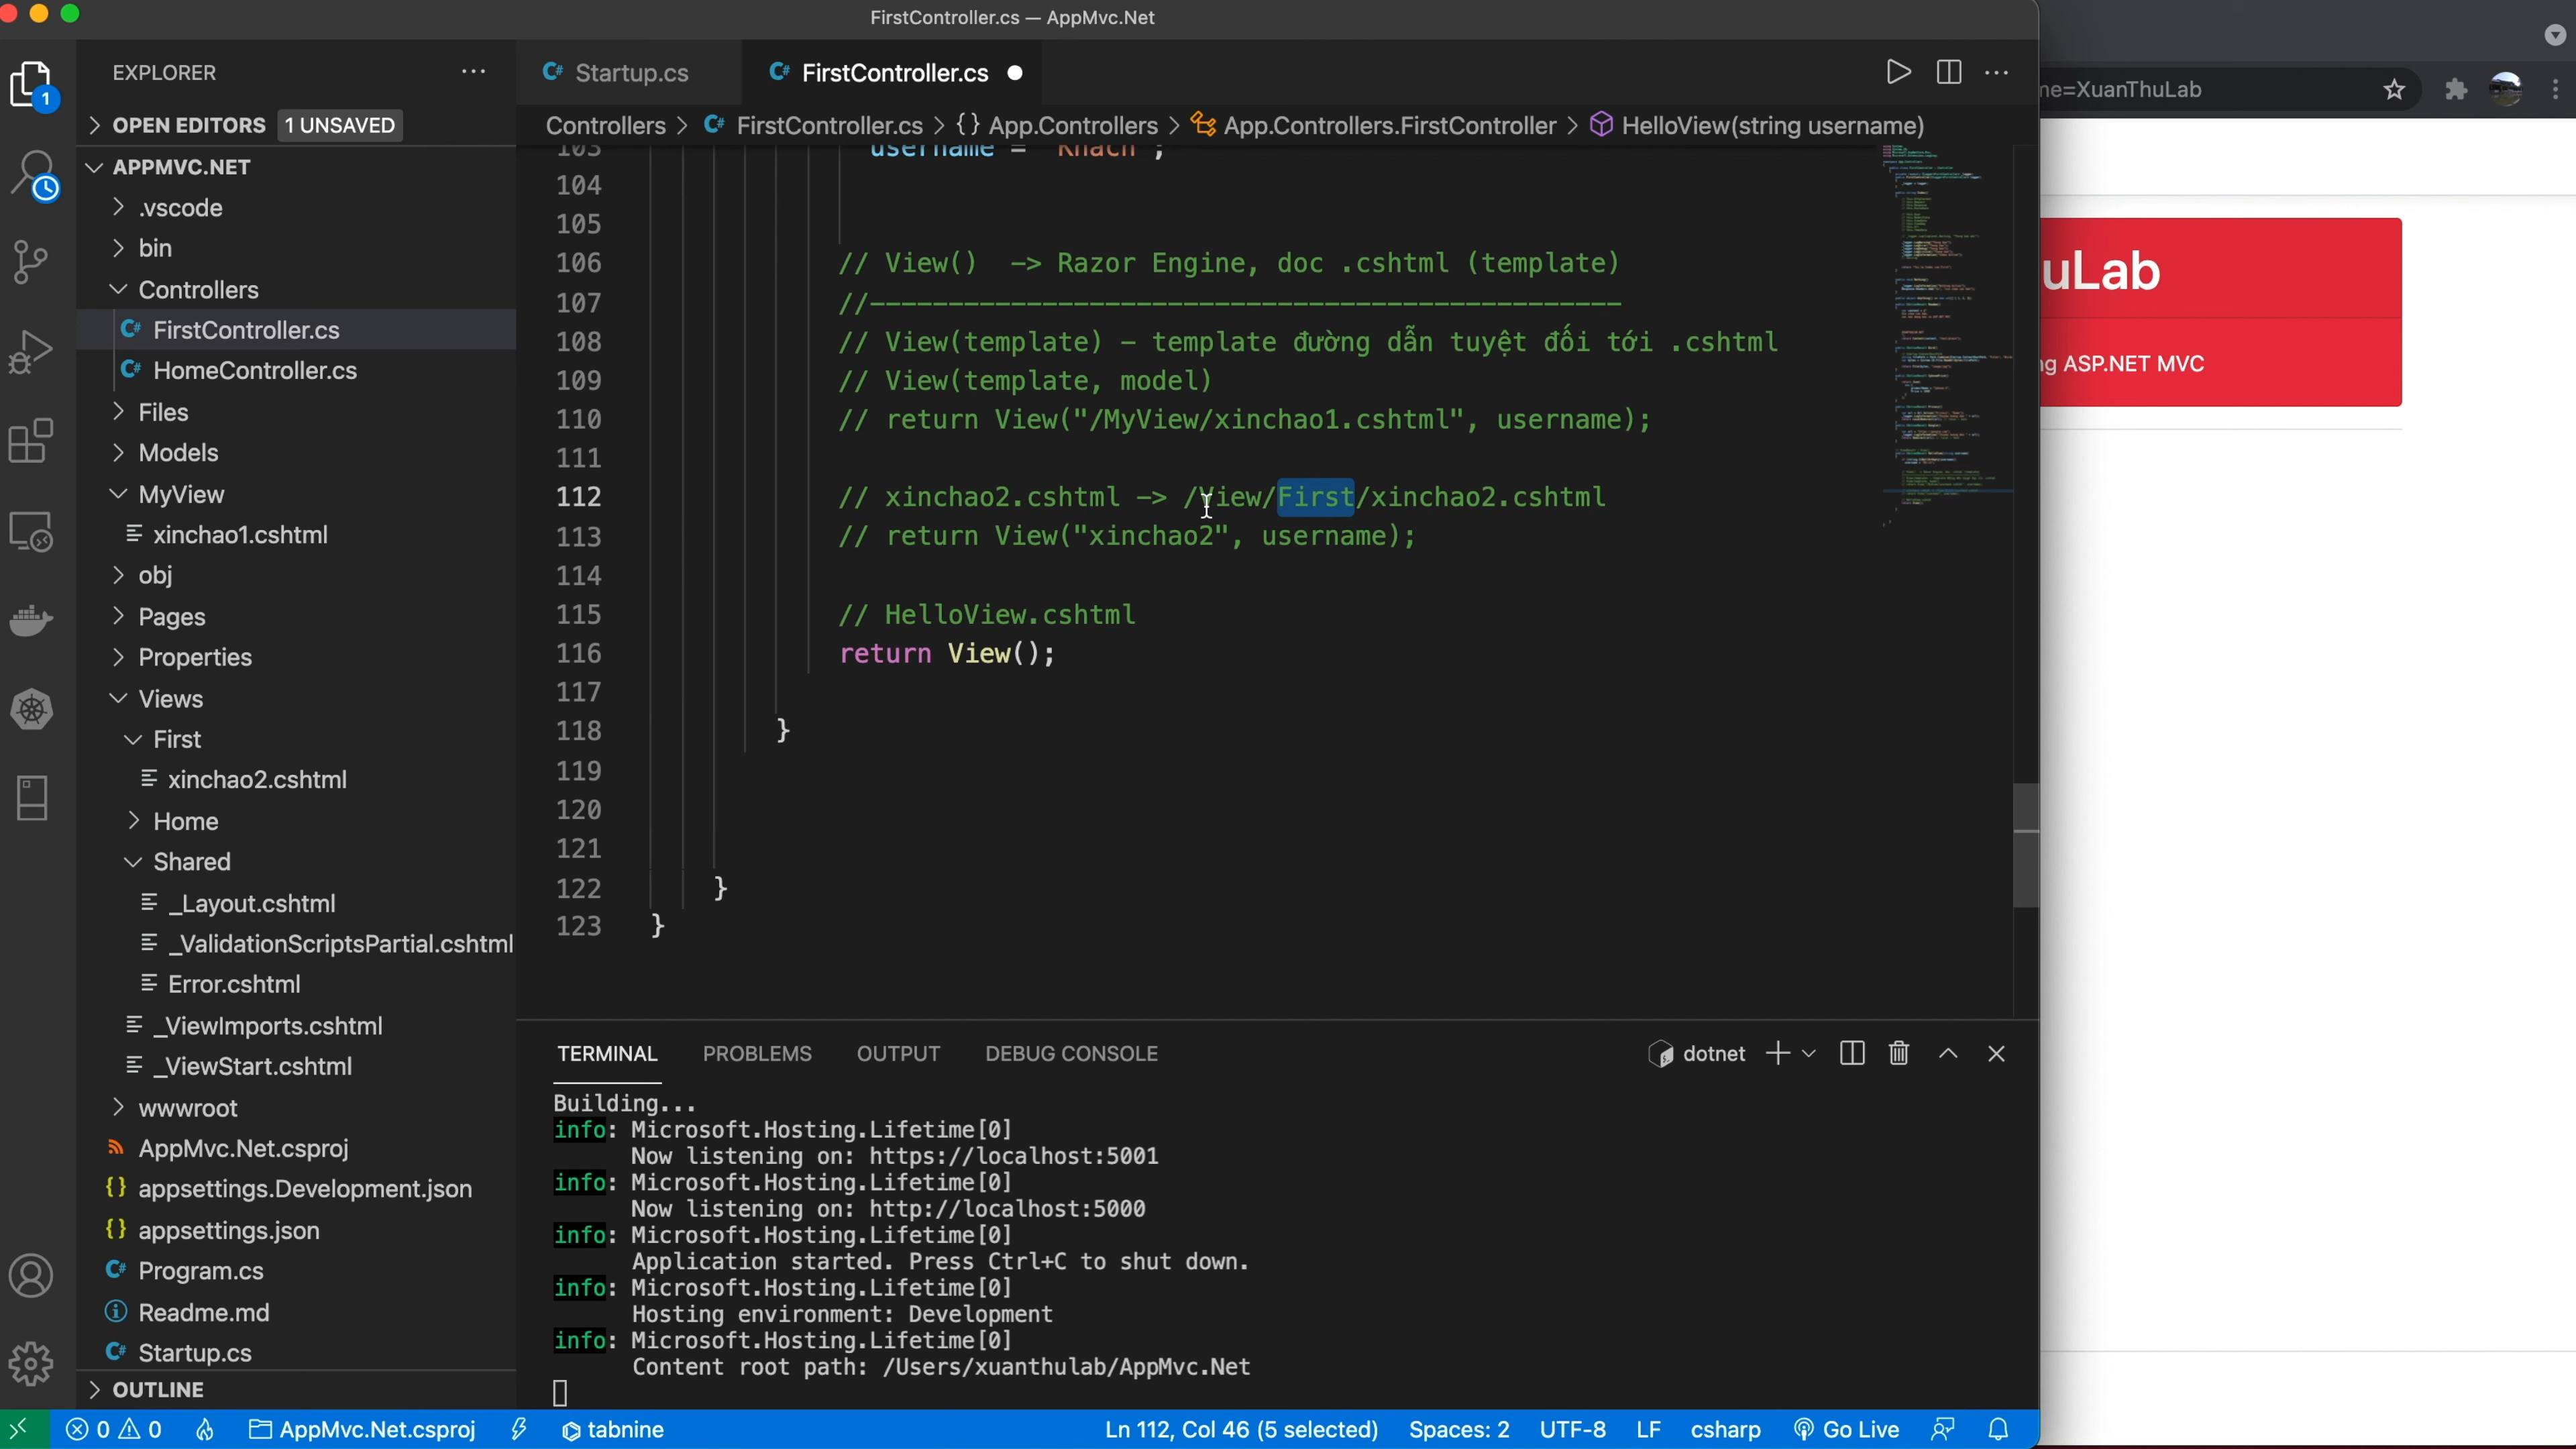 FirstController.cs — AppMvc.Net
EXPLORER
OPEN EDITORS 1 UNSAVED
APPMVC.NET
.vscode
bin
Controllers
FirstController.cs
HomeController.cs
Files
Models
MyView
xinchao1.cshtml
obj
Pages
Properties
Views
First
xinchao2.cshtml
Home
Shared
_Layout.cshtml
_ValidationScriptsPartial.cshtml
Error.cshtml
_ViewImports.cshtml
_ViewStart.cshtml
wwwroot
AppMvc.Net.csproj
appsettings.Development.json
appsettings.json
Program.cs
Readme.md
Startup.cs
OUTLINE
Startup.cs
FirstController.cs
Controllers > FirstController.cs > {} App.Controllers > App.Controllers.FirstController > HelloView(string username)
103 username = "Khách";
104
105
106 // View() -> Razor Engine, doc .cshtml (template)
107 //------------------------------------------------
108 // View(template) - template đường dẫn tuyệt đối tới .cshtml
109 // View(template, model)
110 // return View("/MyView/xinchao1.cshtml", username);
111
112 // xinchao2.cshtml -> /View/First/xinchao2.cshtml
113 // return View("xinchao2", username);
114
115 // HelloView.cshtml
116 return View();
117
118 }
119
120
121
122 }
123 }
TERMINAL PROBLEMS OUTPUT DEBUG CONSOLE
dotnet
Building...
info: Microsoft.Hosting.Lifetime[0]
Now listening on: https://localhost:5001
info: Microsoft.Hosting.Lifetime[0]
Now listening on: http://localhost:5000
info: Microsoft.Hosting.Lifetime[0]
Application started. Press Ctrl+C to shut down.
info: Microsoft.Hosting.Lifetime[0]
Hosting environment: Development
info: Microsoft.Hosting.Lifetime[0]
Content root path: /Users/xuanthulab/AppMvc.Net
0 0 AppMvc.Net.csproj tabnine
Ln 112, Col 46 (5 selected) Spaces: 2 UTF-8 LF csharp Go Live
me=XuanThuLab
uLab
g ASP.NET MVC